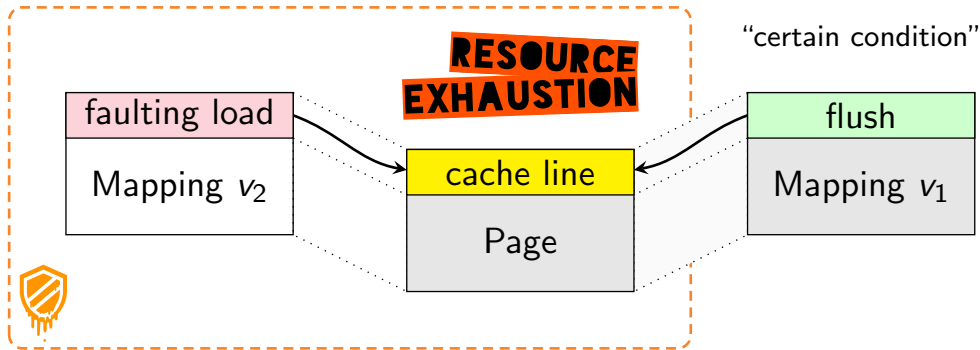 “certain condition”
RESOURCE
EXHAUSTION
faulting load
flush
cache line
Mapping v₂
Mapping v₁
Page